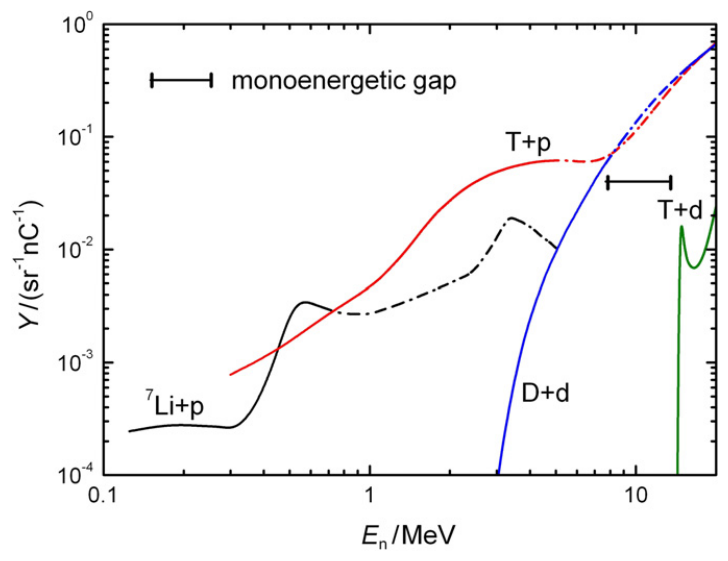 10⁰
monoenergetic gap
10⁻¹
T+p
T+d
10⁻²
Y/(sr⁻¹nC⁻¹)
10⁻³
⁷Li+p
D+d
10⁻⁴
0.1 1 10
Eₙ/MeV